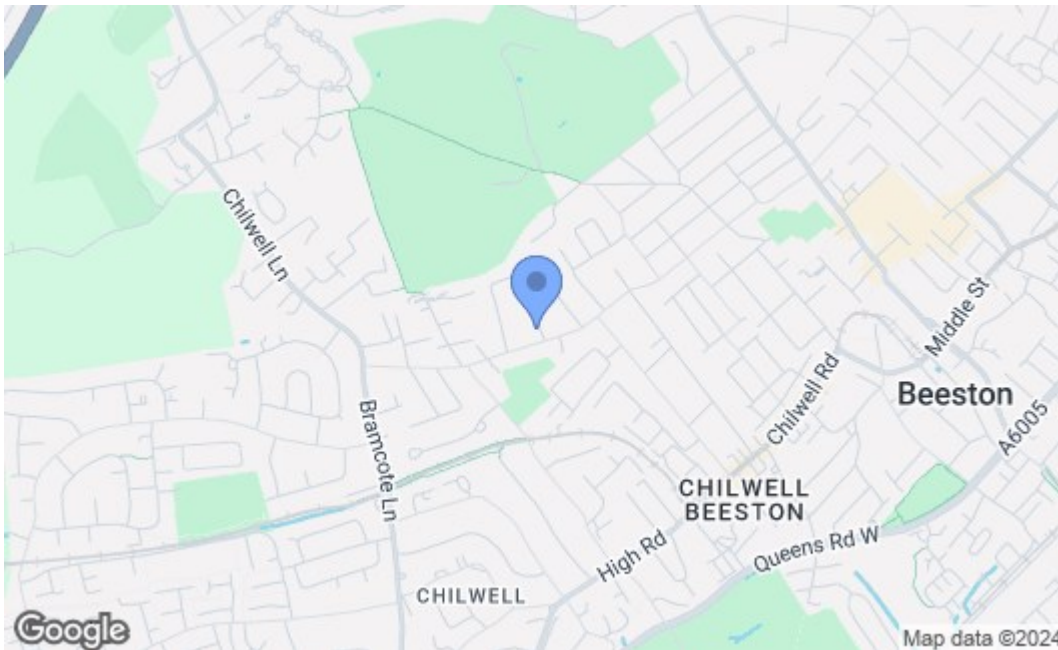 Chilwell Ln
Middle St
Chilwell Rd
Beeston
Bramcote Ln
A6005
CHILWELL
BEESTON
High Rd
Queens Rd W
CHILWELL
Google
Map data ©2024